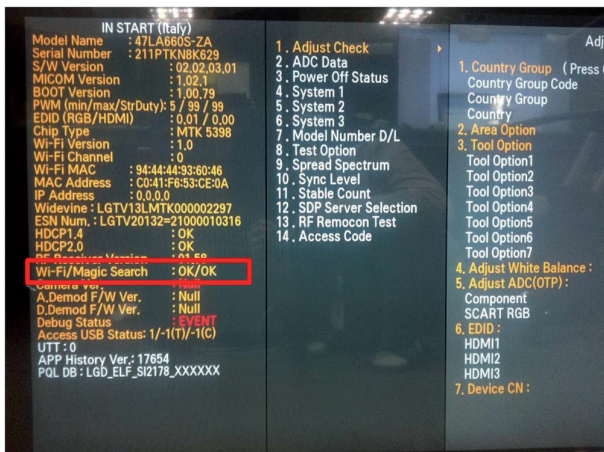 IN START (Italy)
Model Name : 47LA660S-ZA
Serial Number : 211PTKN8K629
S/W Version : 02.02.03.01
MICOM Version : 1.02.1
BOOT Version : 1.00.79
PWM (min/max/StrDuty): 5 / 99 / 99
EDID (RGB/HDMI) : 0.01 / 0.00
Chip Type : MTK 5398
Wi-Fi Version : 1.0
Wi-Fi Channel : 0
Wi-Fi MAC : 94:44:44:93:60:46
MAC Address : C0:41:F6:53:CE:0A
IP Address : 0.0.0.0
Widevine : LGTV13LMTK000002297
ESN Num. : LGTV20132=21000010316
HDCP1.4 : OK
HDCP2.0 : OK
RF Receiver Version : 01.58
Wi-Fi/Magic Search : OK/OK
Camera Ver. : Null
A.Demod F/W Ver. : Null
D.Demod F/W Ver. : Null
Debug Status : EVENT
Access USB Status: 1/-1(T)/-1(C)
UTT : 0
APP History Ver.: 17654
PQL DB : LGD_ELF_SI2178_XXXXXX
1 . Adjust Check
2 . ADC Data
3 . Power Off Status
4 . System 1
5 . System 2
6 . System 3
7 . Model Number D/L
8 . Test Option
9 . Spread Spectrum
10 . Sync Level
11 . Stable Count
12 . SDP Server Selection
13 . RF Remocon Test
14 . Access Code
Adj
1. Country Group ( Press
Country Group Code
Country Group
Country
2. Area Option
3. Tool Option
Tool Option1
Tool Option2
Tool Option3
Tool Option4
Tool Option5
Tool Option6
Tool Option7
4. Adjust White Balance :
5. Adjust ADC(OTP) :
Component
SCART RGB
6. EDID :
HDMI1
HDMI2
HDMI3
7. Device CN :